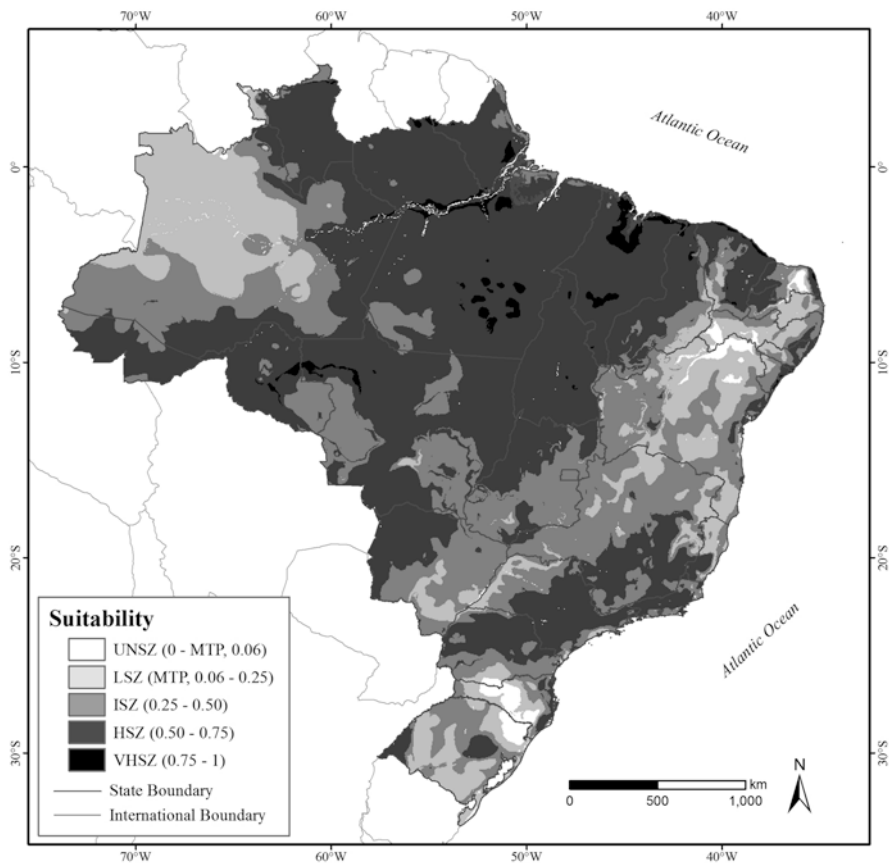 70°W 60°W 50°W 40°W
Atlantic Ocean
0° 0°
10°S 10°S
20°S 20°S
Atlantic Ocean
30°S 30°S
Suitability
UNSZ (0 - MTP, 0.06)
LSZ (MTP, 0.06 - 0.25)
ISZ (0.25 - 0.50)
HSZ (0.50 - 0.75)
VHSZ (0.75 - 1)
State Boundary
International Boundary
N
km
0 500 1,000
70°W 60°W 50°W 40°W